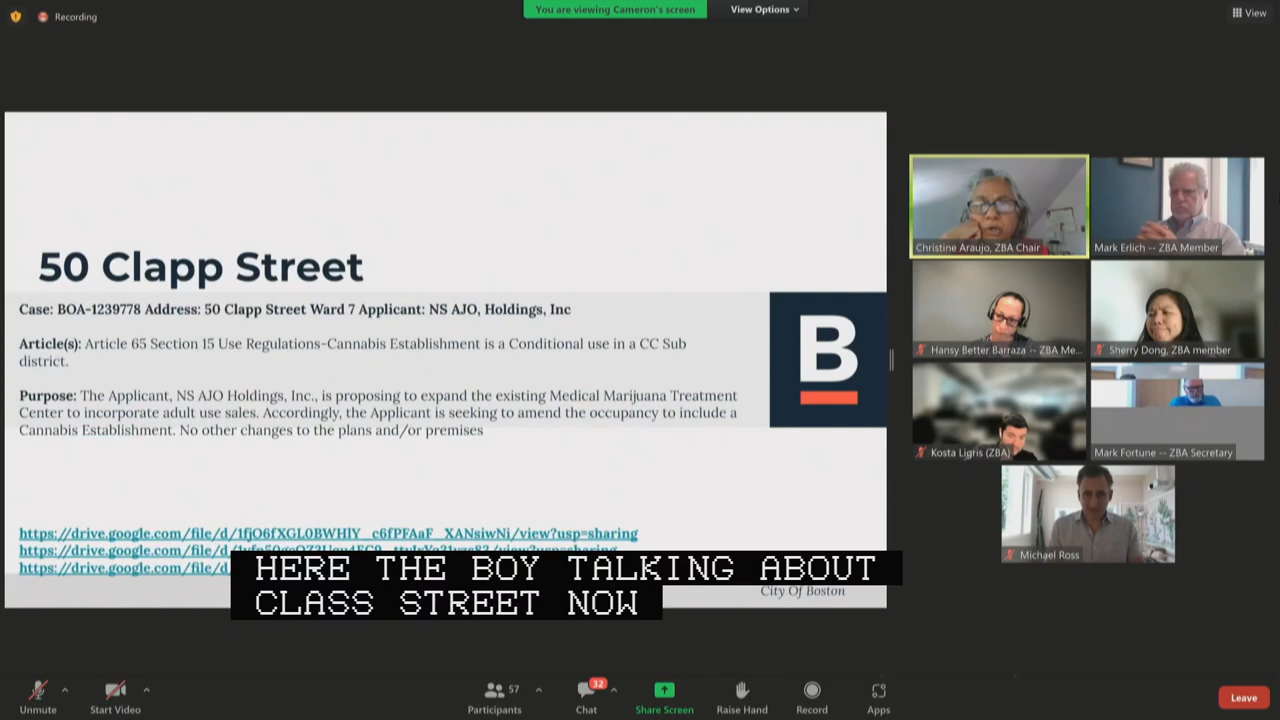 Recording
You are viewing Cameron's screen
View Options
View
50 Clapp Street
Case: BOA-1239778 Address: 50 Clapp Street Ward 7 Applicant: NS AJO, Holdings, Inc
Article(s): Article 65 Section 15 Use Regulations-Cannabis Establishment is a Conditional use in a CC Sub
district.
Purpose: The Applicant, NS AJO Holdings, Inc., is proposing to expand the existing Medical Marijuana Treatment
Center to incorporate adult use sales. Accordingly, the Applicant is seeking to amend the occupancy to include a
Cannabis Establishment. No other changes to the plans and/or premises
B
https://drive.google.com/file/d/1fjO6fXGL0BWHlY_c6fPFAaF_XANsiwNi/view?usp=sharing
https://drive.google.com/file/d
City Of Boston
HERE THE BOY TALKING ABOUT
CLASS STREET NOW
Christine Araujo, ZBA Chair
Mark Erlich -- ZBA Member
Hansy Better Barraza -- ZBA Me...
Sherry Dong, ZBA member
Kosta Ligris (ZBA)
Mark Fortune -- ZBA Secretary
Michael Ross
Unmute
Start Video
57
Participants
32
Chat
Share Screen
Raise Hand
Record
Apps
Leave